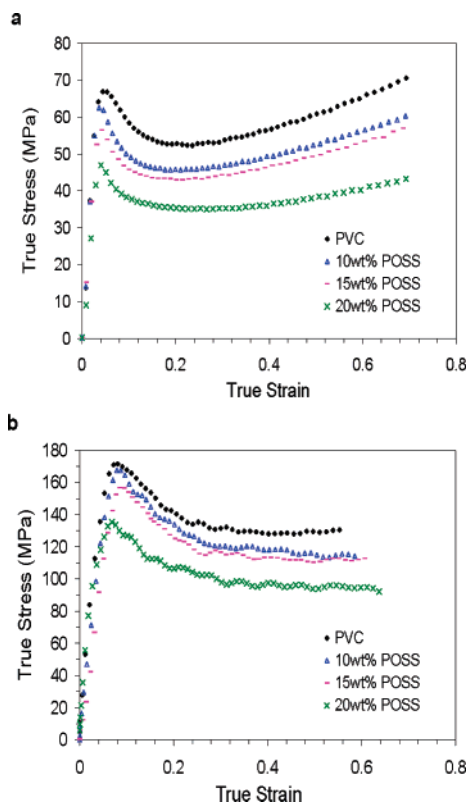 a
80
70
60
50
40
30
20
10
0
True Stress (MPa)
PVC
10wt% POSS
15wt% POSS
20wt% POSS
0 0.2 0.4 0.6 0.8
True Strain
b
180
160
140
120
100
80
60
40
20
0
True Stress (MPa)
PVC
10wt% POSS
15wt% POSS
20wt% POSS
0 0.2 0.4 0.6 0.8
True Strain